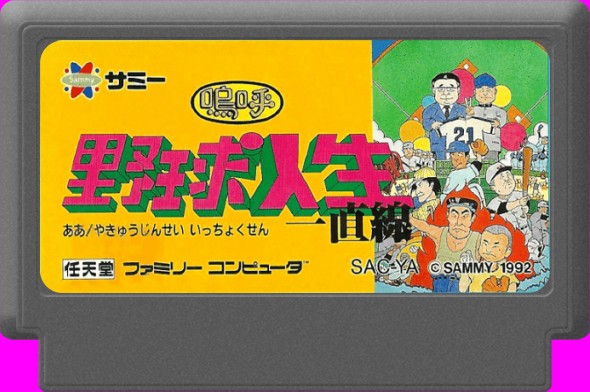 Sammy
サミー
嗚呼
野球人生
一直線
ああ!やきゅうじんせい いっちょくせん
任天堂 ファミリー コンピュータ™
SAC-YA © SAMMY 1992
21